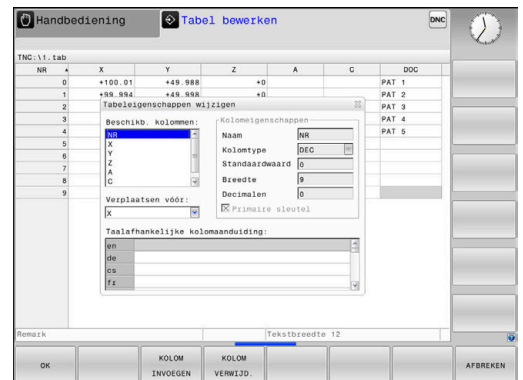 Handbediening
Tabel bewerken
DNC
TNC:\1.tab
NR X Y Z A C DOC
0 +100.01 +49.988 +0 PAT 1
1 +99.994 +49.998 +0 PAT 2
2 PAT 3
3 PAT 4
4 PAT 5
5
6
7
8
9
Tabeleigenschappen wijzigen
Beschikb. kolommen:
NR
X
Y
Z
A
C
Verplaatsen vóór:
X
Kolomeigenschappen
Naam NR
Kolomtype DEC
Standaardwaard 0
Breedte 9
Decimalen 0
Primaire sleutel
Taalafhankelijke kolomaanduiding:
en
de
cs
fr
Remark
Tekstbreedte 12
OK
KOLOM
INVOEGEN
KOLOM
VERWIJD.
AFBREKEN